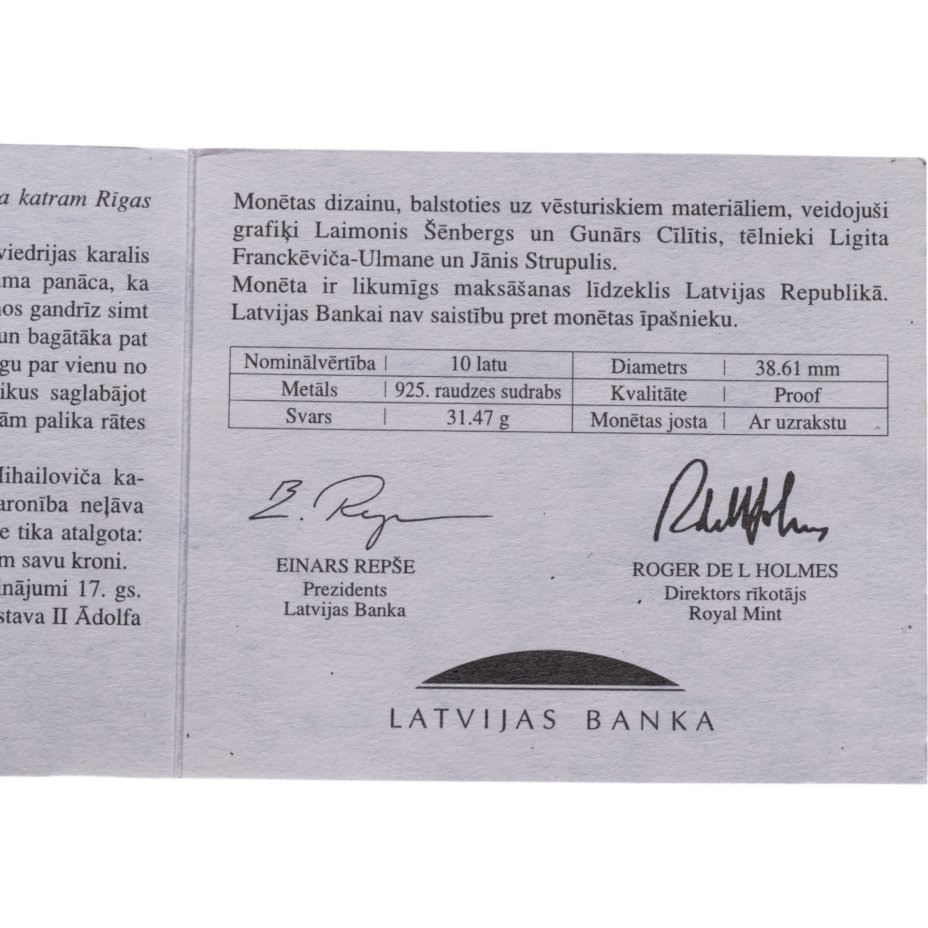 a katram Rīgas
viedrijas karalis
ma panāca, ka
os gandrīz simt
un bagātāka pat
gu par vienu no
ikus saglabājot
ām palika rātes
Mihailoviča ka-
aronība neļāva
e tika atalgota:
m savu kroni.
inājumi 17. gs.
stava II Ādolfa
Monētas dizainu, balstoties uz vēsturiskiem materiāliem, veidojuši
grafiķi Laimonis Šēnbergs un Gunārs Cīlītis, tēlnieki Ligita
Franckēviča-Ulmane un Jānis Strupulis.
Monēta ir likumīgs maksāšanas līdzeklis Latvijas Republikā.
Latvijas Bankai nav saistību pret monētas īpašnieku.
Nominālvērtība 10 latu Diametrs 38.61 mm
Metāls 925. raudzes sudrabs Kvalitāte Proof
Svars 31.47 g Monētas josta Ar uzrakstu
EINARS REPŠE
Prezidents
Latvijas Banka
ROGER DE L HOLMES
Direktors rīkotājs
Royal Mint
LATVIJAS BANKA